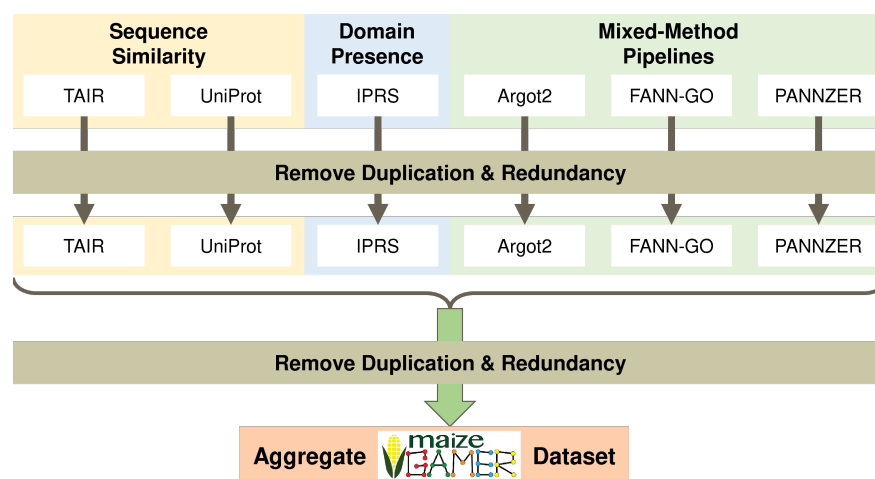 Sequence
Similarity
Domain
Presence
Mixed-Method
Pipelines
TAIR
UniProt
IPRS
Argot2
FANN-GO
PANNZER
Remove Duplication & Redundancy
TAIR
UniProt
IPRS
Argot2
FANN-GO
PANNZER
Remove Duplication & Redundancy
Aggregate
maize
GAMER
Dataset